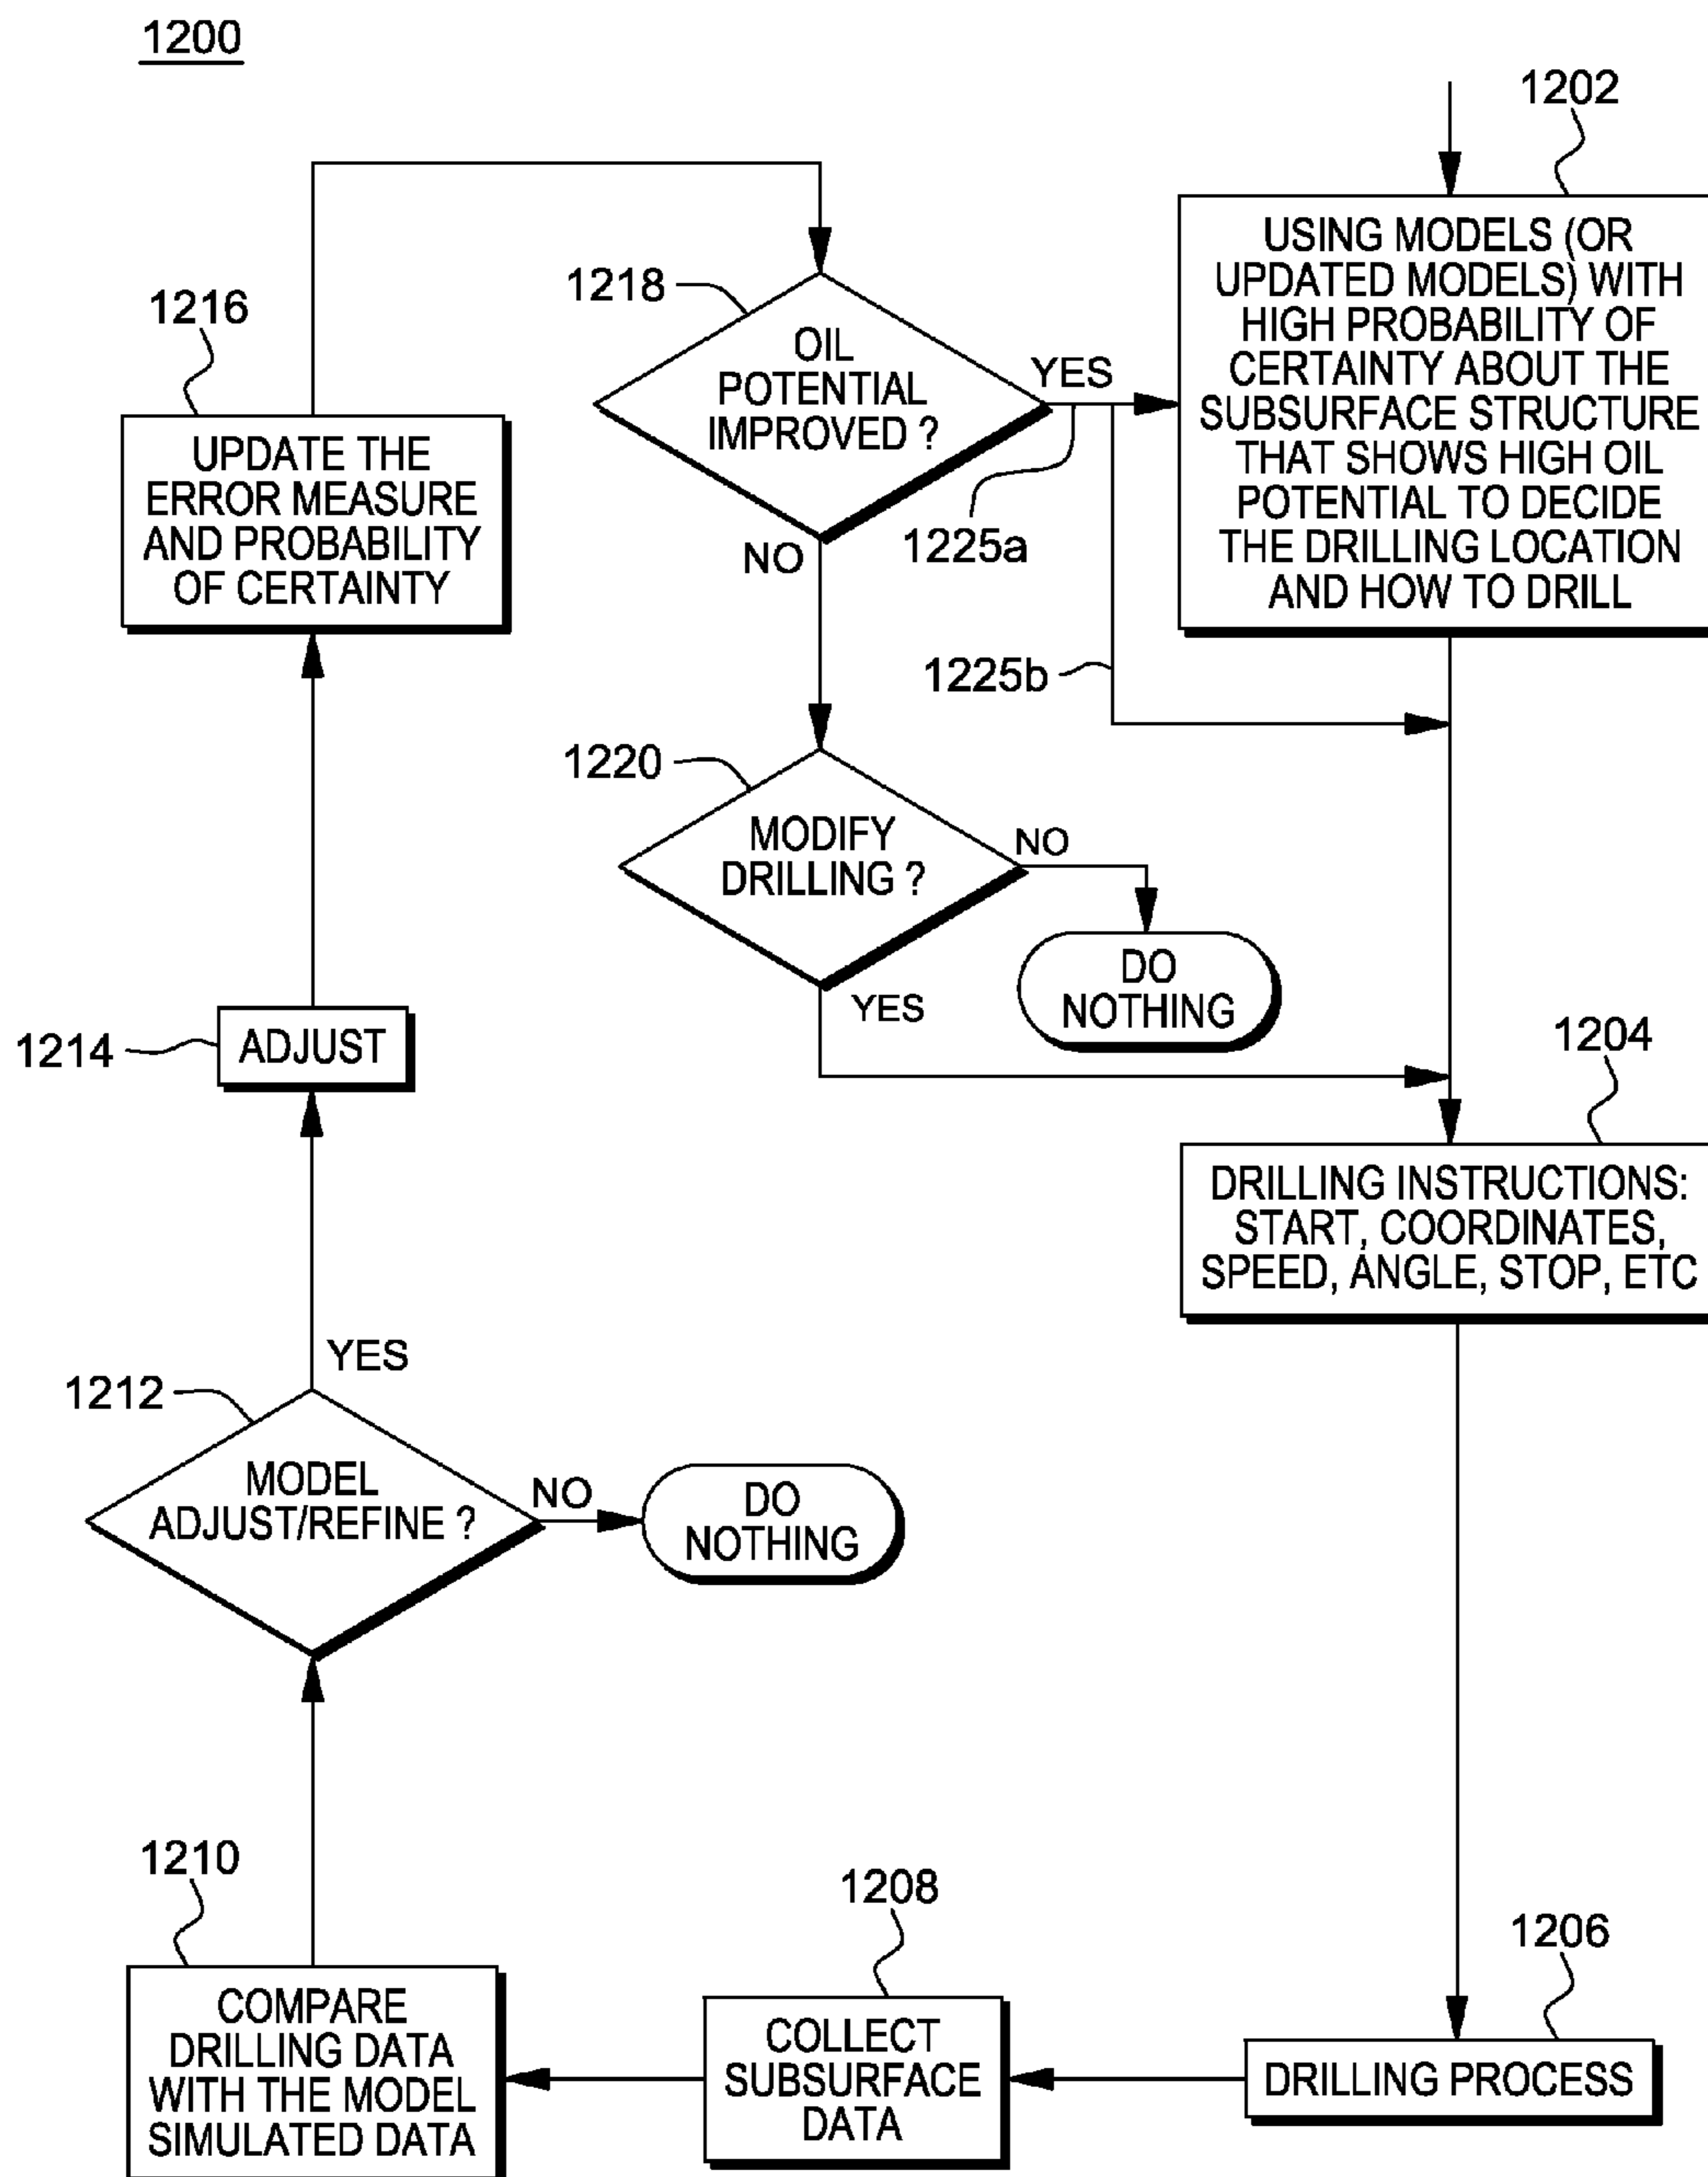 1200
1202
USING MODELS (OR
UPDATED MODELS) WITH
HIGH PROBABILITY OF
CERTAINTY ABOUT THE
SUBSURFACE STRUCTURE
THAT SHOWS HIGH OIL
POTENTIAL TO DECIDE
THE DRILLING LOCATION
AND HOW TO DRILL
1218
OIL
POTENTIAL
IMPROVED ?
YES
1225a
NO
1225b
1216
UPDATE THE
ERROR MEASURE
AND PROBABILITY
OF CERTAINTY
1220
MODIFY
DRILLING ?
NO
DO
NOTHING
YES
1214
ADJUST
1204
DRILLING INSTRUCTIONS:
START, COORDINATES,
SPEED, ANGLE, STOP, ETC
YES
1212
MODEL
ADJUST/REFINE ?
NO
DO
NOTHING
1210
COMPARE
DRILLING DATA
WITH THE MODEL
SIMULATED DATA
1208
COLLECT
SUBSURFACE
DATA
1206
DRILLING PROCESS